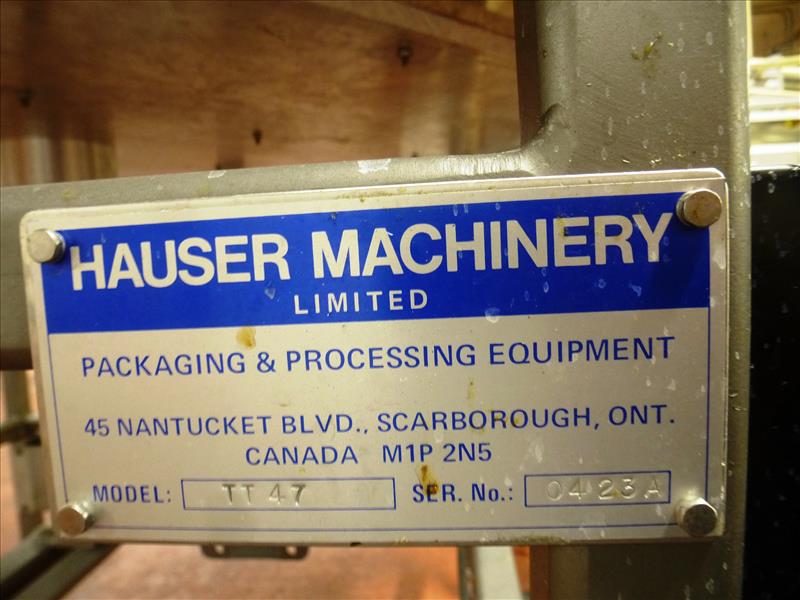 HAUSER MACHINERY
LIMITED
PACKAGING & PROCESSING EQUIPMENT
45 NANTUCKET BLVD., SCARBOROUGH, ONT.
CANADA M1P 2N5
MODEL: TT 47 SER. No.: 0423A